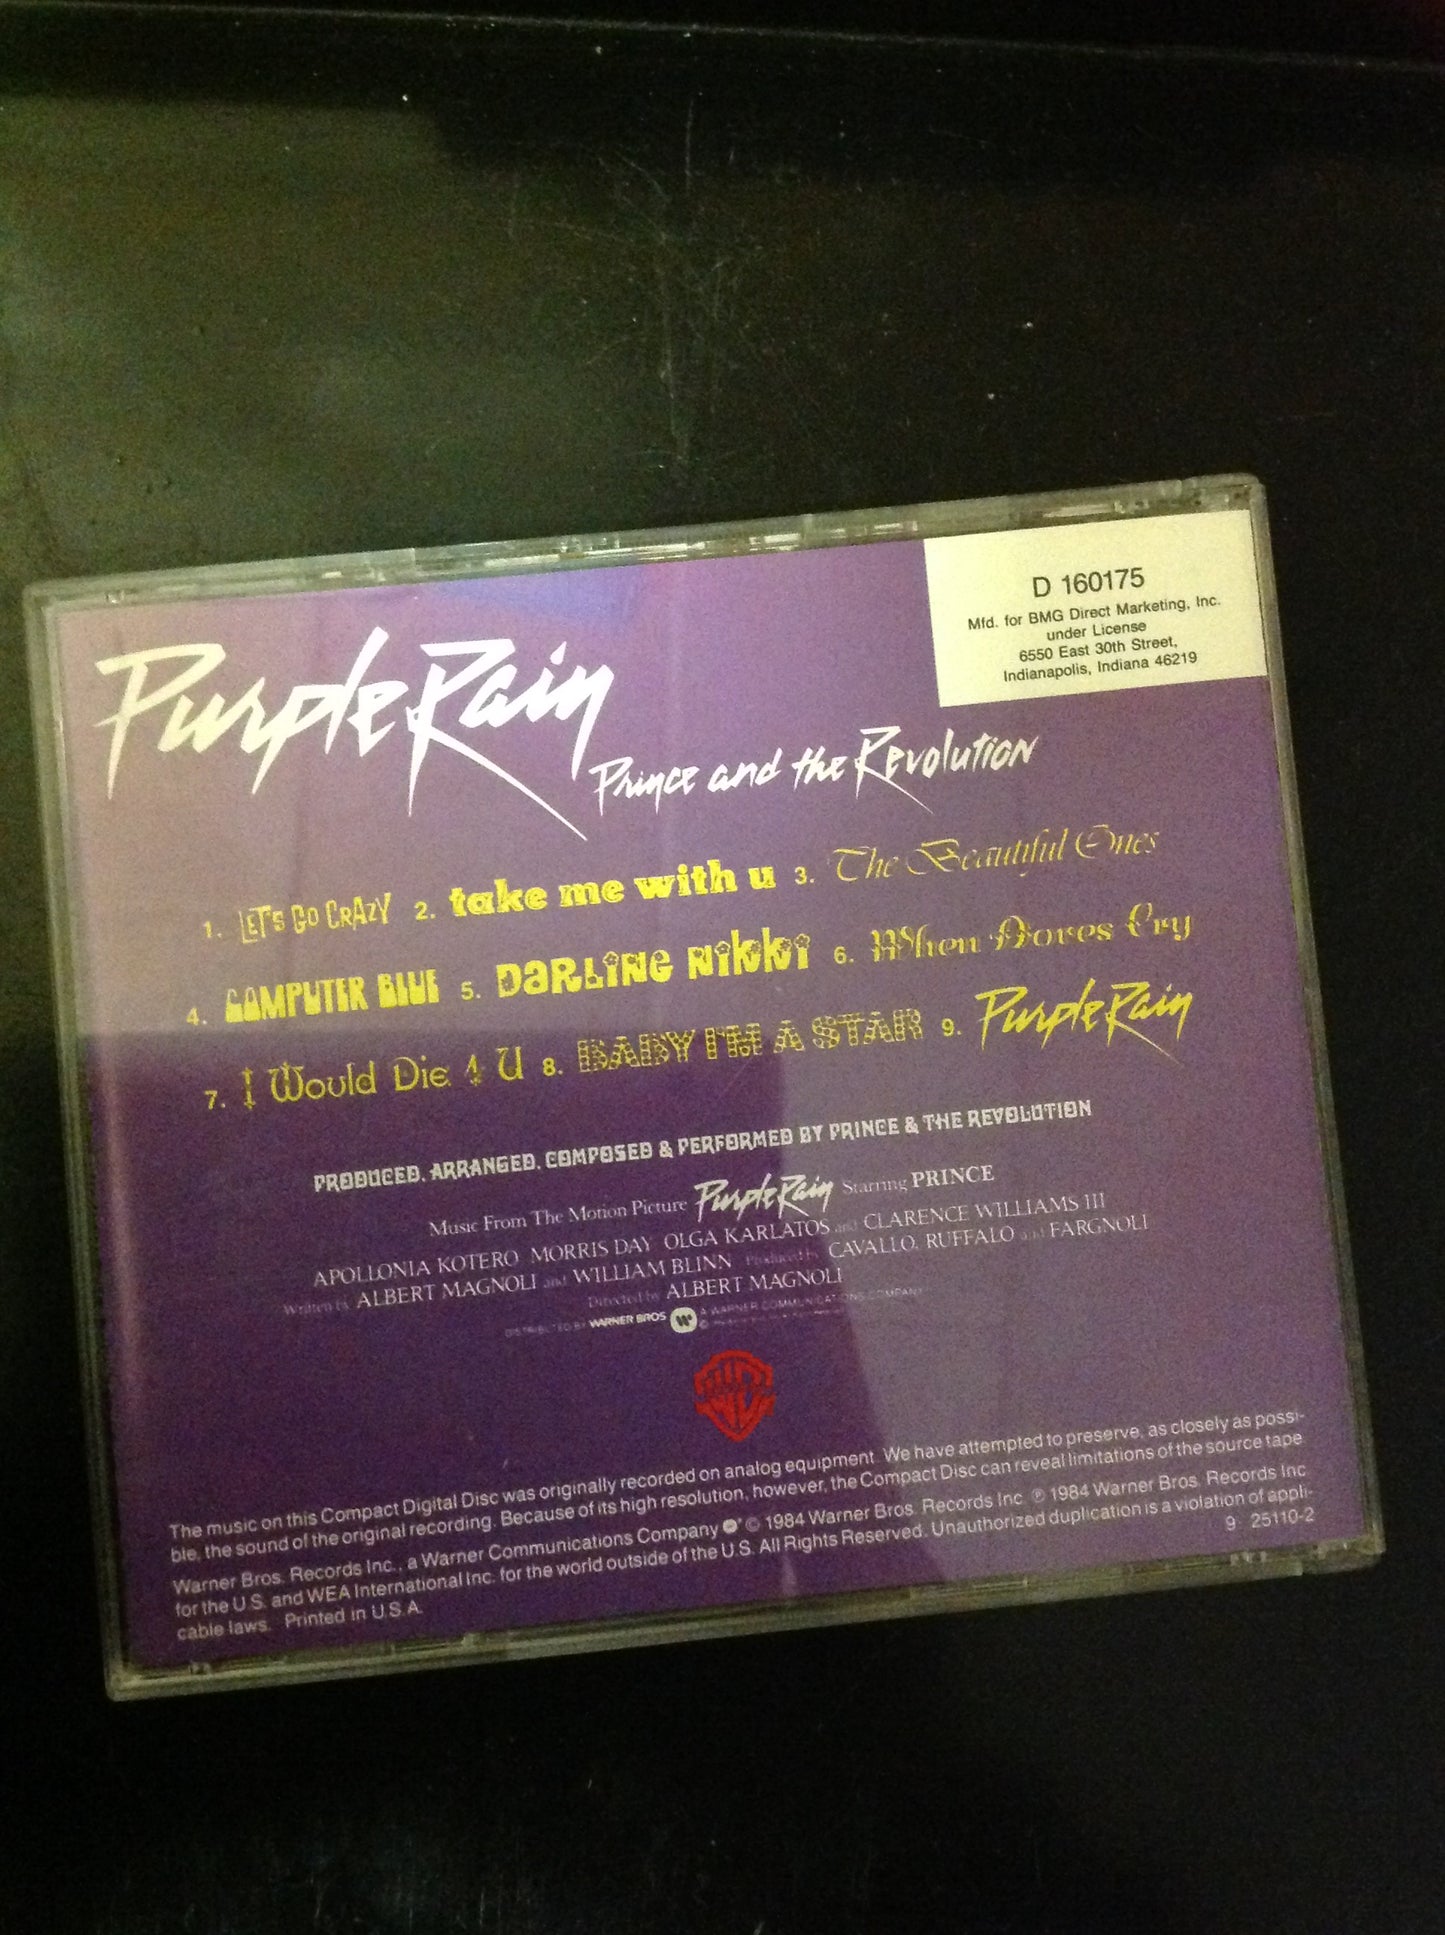 D 160175
Mfd. for BMG Direct Marketing, Inc.
under License
6550 East 30th Street,
Indianapolis, Indiana 46219
Purple Rain
Prince and the Revolution
1. LET'S GO CRAZY 2. take me with u 3. The Beautiful Ones
4. COMPUTER BLUE 5. DARLING NIKKI 6. When Doves Cry
7. I Would Die 4 U 8. BABY I'M A STAR 9. Purple Rain
PRODUCED, ARRANGED, COMPOSED & PERFORMED BY PRINCE & THE REVOLUTION
Music From The Motion Picture Purple Rain Starring PRINCE
APOLLONIA KOTERO MORRIS DAY OLGA KARLATOS and CLARENCE WILLIAMS III
Written by ALBERT MAGNOLI and WILLIAM BLINN Produced by CAVALLO, RUFFALO and FARGNOLI
Directed by ALBERT MAGNOLI
DISTRIBUTED BY WARNER BROS A WARNER COMMUNICATIONS COMPANY
The music on this Compact Digital Disc was originally recorded on analog equipment. We have attempted to preserve, as closely as possi-
ble, the sound of the original recording. Because of its high resolution, however, the Compact Disc can reveal limitations of the source tape
Warner Bros. Records Inc., a Warner Communications Company © 1984 Warner Bros. Records Inc. ℗ 1984 Warner Bros. Records Inc
for the U.S. and WEA International Inc. for the world outside of the U.S. All Rights Reserved. Unauthorized duplication is a violation of appli-
cable laws. Printed in U.S.A.
9 25110-2